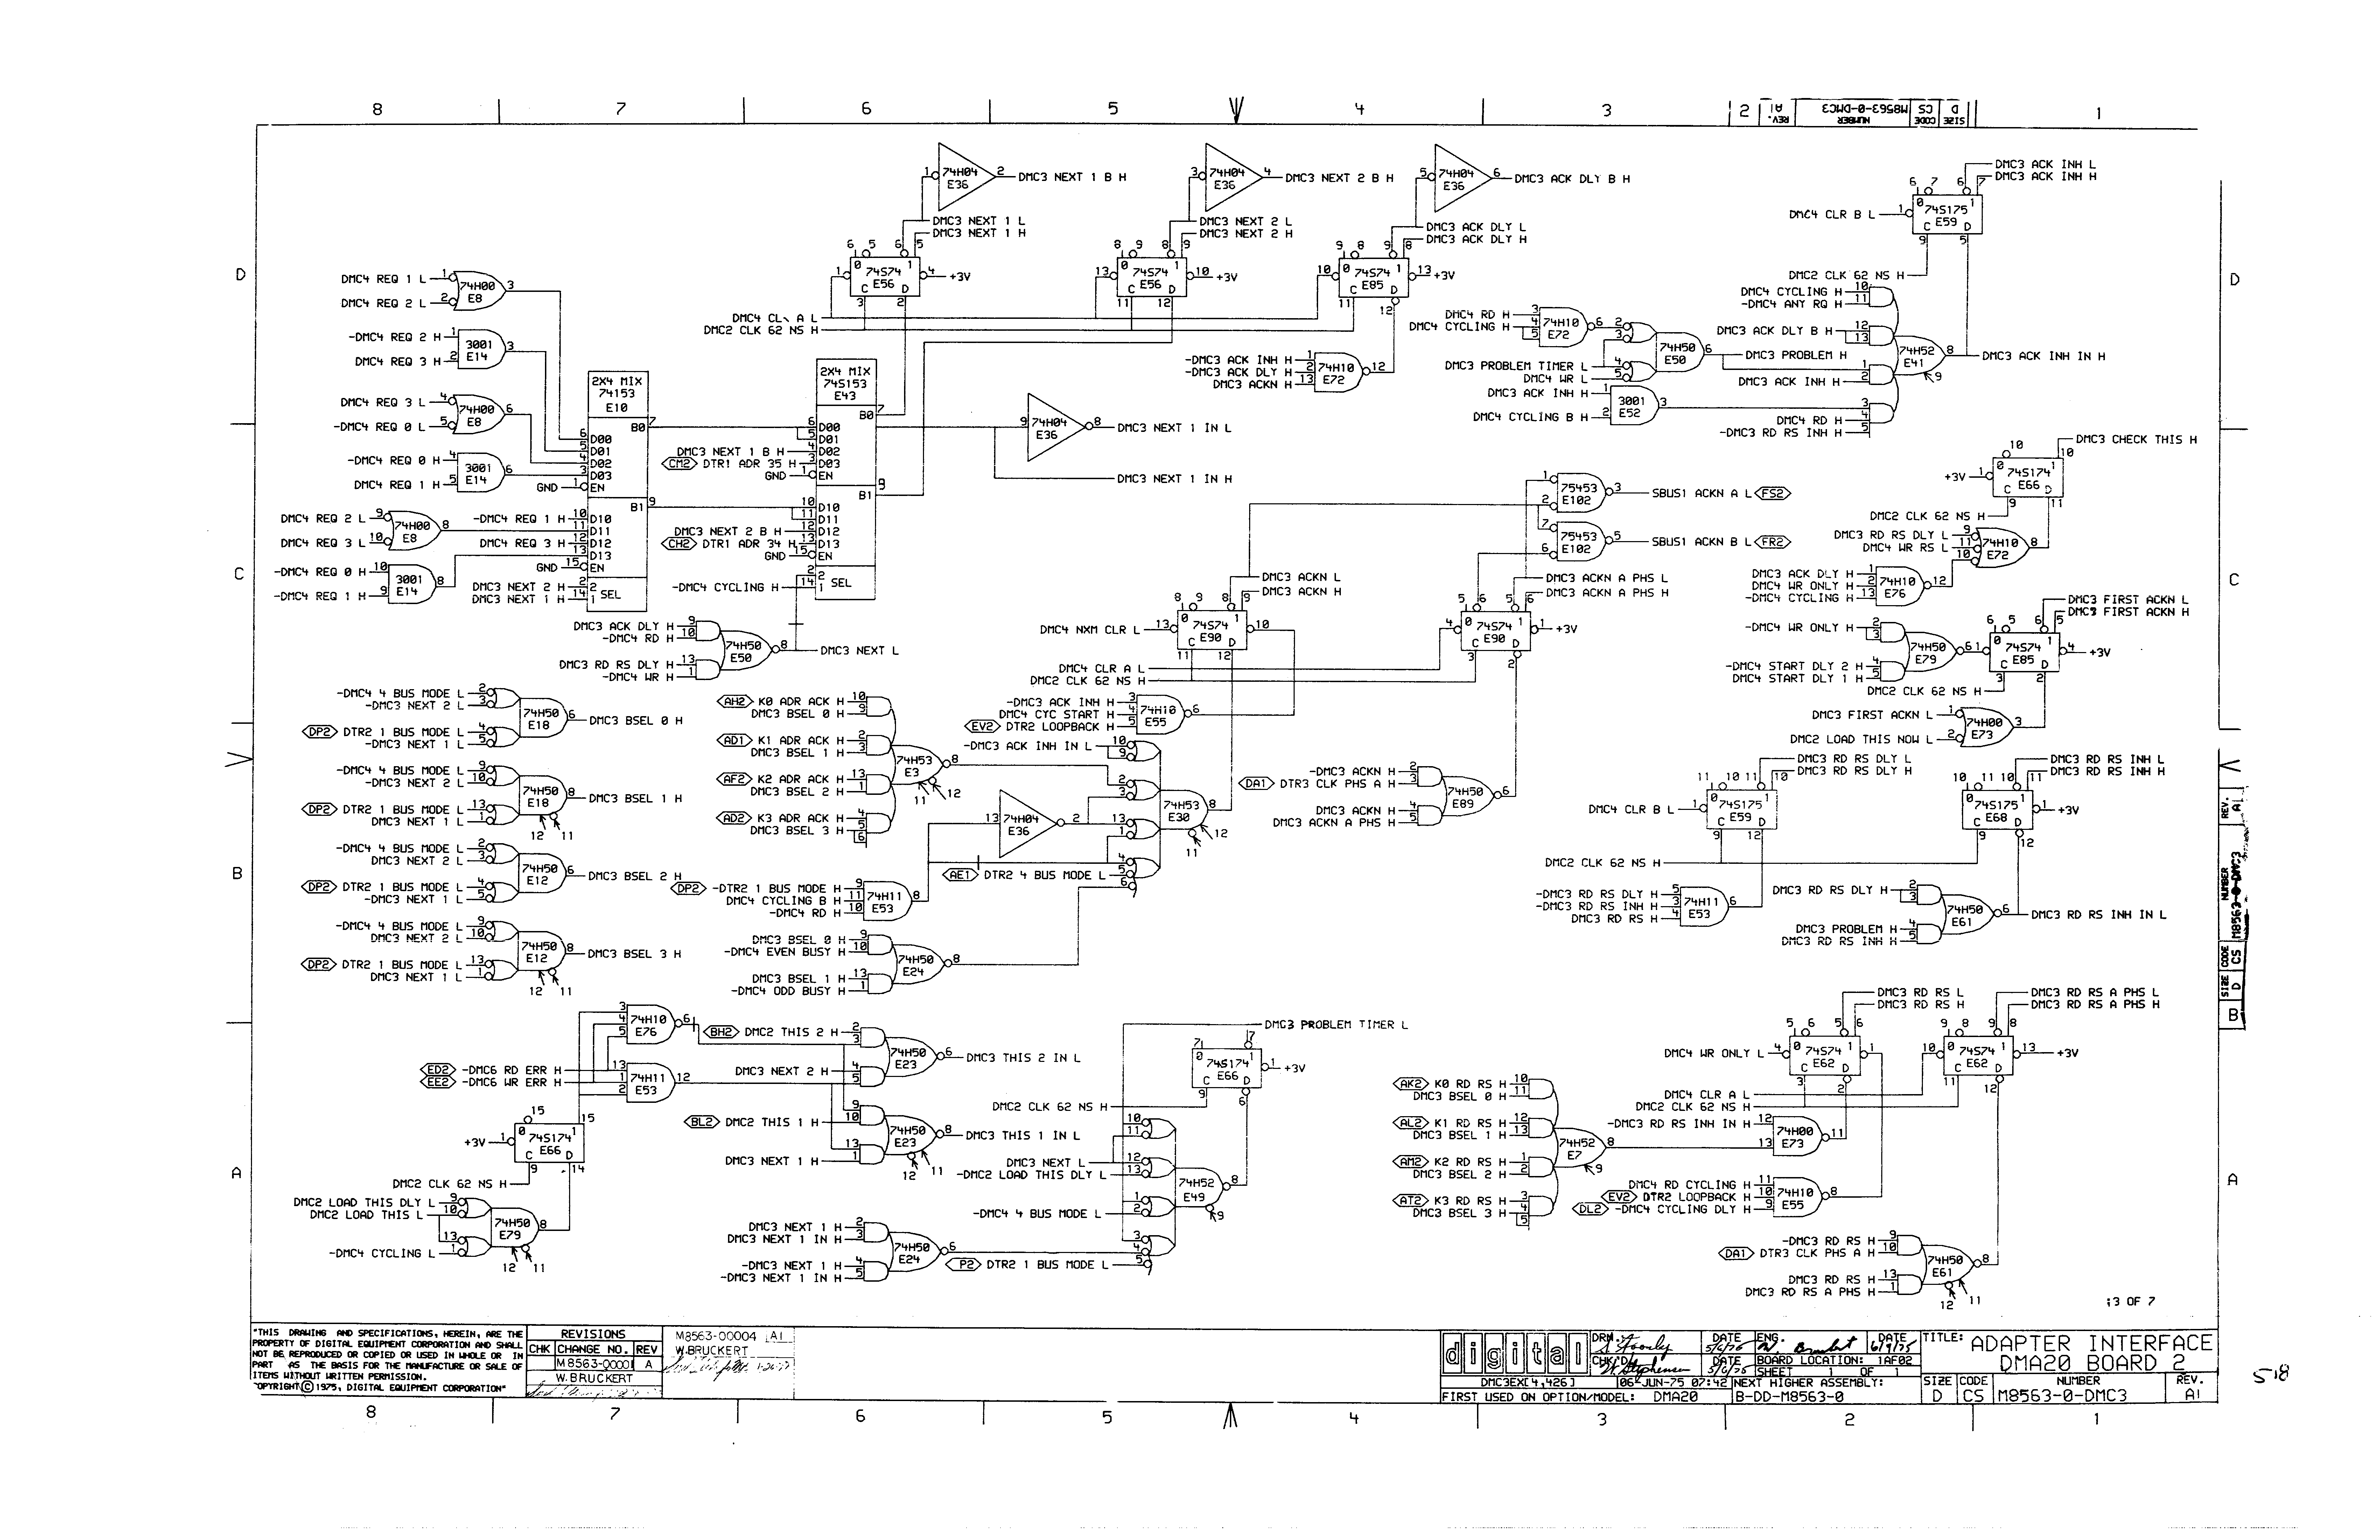 8 7 6 5 4 3 2 1
REV. A1
NUMBER M8563-0-DMC3
CODE CS
SIZE D
D
C
B
A
1 74H04 E36 2 DMC3 NEXT 1 B H
3 74H04 E36 4 DMC3 NEXT 2 B H
5 74H04 E36 6 DMC3 ACK DLY B H
DMC3 NEXT 1 L
DMC3 NEXT 1 H
74S74 E56 +3V
DMC3 NEXT 2 L
DMC3 NEXT 2 H
74S74 E56 +3V
DMC3 ACK DLY L
DMC3 ACK DLY H
74S74 E85 +3V
DMC3 ACK INH L
DMC3 ACK INH H
DMC4 CLR B L
74S175 E59
DMC2 CLK 62 NS H
DMC4 REQ 1 L
DMC4 REQ 2 L
74H00 E8
-DMC4 REQ 2 H
DMC4 REQ 3 H
3001 E14
DMC4 REQ 3 L
-DMC4 REQ 0 L
74H00 E8
-DMC4 REQ 0 H
DMC4 REQ 1 H
3001 E14
DMC4 REQ 2 L
DMC4 REQ 3 L
74H00 E8
-DMC4 REQ 0 H
-DMC4 REQ 1 H
3001 E14
2X4 MIX 74153 E10
D00 D01 D02 D03 EN B0
GND
-DMC4 REQ 1 H
DMC4 REQ 3 H
D10 D11 D12 D13 EN B1
GND
DMC3 NEXT 2 H
DMC3 NEXT 1 H
SEL
2X4 MIX 74S153 E43
D00 D01 D02 D03 EN B0
DMC3 NEXT 1 B H
CM2 DTR1 ADR 35 H
GND
D10 D11 D12 D13 EN B1
DMC3 NEXT 2 B H
CH2 DTR1 ADR 34 H
GND
-DMC4 CYCLING H
SEL
DMC2 CLK 62 NS H
74H04 E36 DMC3 NEXT 1 IN L
DMC3 NEXT 1 IN H
-DMC3 ACK INH H
-DMC3 ACK DLY H
DMC3 ACKN H
74H10 E72
DMC4 RD H
DMC4 CYCLING H
74H10 E72
DMC3 PROBLEM TIMER L
DMC4 WR L
74H50 E50
DMC3 ACK INH H
DMC4 CYCLING B H
3001 E52
DMC4 CYCLING H
-DMC4 ANY RQ H
DMC3 ACK DLY B H
DMC3 PROBLEM H
DMC3 ACK INH H
DMC4 RD H
-DMC3 RD RS INH H
74H52 E41
DMC3 ACK INH IN H
DMC3 CHECK THIS H
+3V 74S174 E66
DMC2 CLK 62 NS H
DMC3 RD RS DLY L
DMC4 WR RS L
74H10 E72
DMC3 ACK DLY H
DMC4 WR ONLY H
-DMC4 CYCLING H
74H10 E76
75453 E102 SBUS1 ACKN A L FS2
75453 E102 SBUS1 ACKN B L FR2
DMC3 ACKN L
DMC3 ACKN H
DMC4 NXM CLR L
74S74 E90
DMC3 ACKN A PHS L
DMC3 ACKN A PHS H
74S74 E90 +3V
DMC4 CLR A L
DMC2 CLK 62 NS H
DMC3 FIRST ACKN L
DMC3 FIRST ACKN H
-DMC4 WR ONLY H
-DMC4 START DLY 2 H
DMC4 START DLY 1 H
74H50 E79
74S74 E85 +3V
DMC2 CLK 62 NS H
DMC3 FIRST ACKN L
DMC2 LOAD THIS NOW L
74H00 E73
DMC3 ACK DLY H
-DMC4 RD H
DMC3 RD RS DLY H
-DMC4 WR H
74H50 E50
DMC3 NEXT L
-DMC4 4 BUS MODE L
-DMC3 NEXT 2 L
DP2 DTR2 1 BUS MODE L
-DMC3 NEXT 1 L
74H50 E18 DMC3 BSEL 0 H
-DMC4 4 BUS MODE L
-DMC3 NEXT 2 L
DP2 DTR2 1 BUS MODE L
DMC3 NEXT 1 L
74H50 E18 DMC3 BSEL 1 H
-DMC4 4 BUS MODE L
DMC3 NEXT 2 L
DP2 DTR2 1 BUS MODE L
-DMC3 NEXT 1 L
74H50 E12 DMC3 BSEL 2 H
-DMC4 4 BUS MODE L
DMC3 NEXT 2 L
DP2 DTR2 1 BUS MODE L
DMC3 NEXT 1 L
74H50 E12 DMC3 BSEL 3 H
AH2 K0 ADR ACK H
DMC3 BSEL 0 H
AD1 K1 ADR ACK H
DMC3 BSEL 1 H
AF2 K2 ADR ACK H
DMC3 BSEL 2 H
AD2 K3 ADR ACK H
DMC3 BSEL 3 H
74H53 E3
-DMC3 ACK INH H
DMC4 CYC START H
EV2 DTR2 LOOPBACK H
74H10 E55
-DMC3 ACK INH IN L
74H04 E36
74H53 E30
AE1 DTR2 4 BUS MODE L
DP2 -DTR2 1 BUS MODE H
DMC4 CYCLING B H
-DMC4 RD H
74H11 E53
DMC3 BSEL 0 H
-DMC4 EVEN BUSY H
DMC3 BSEL 1 H
-DMC4 ODD BUSY H
74H50 E24
-DMC3 ACKN H
DA1 DTR3 CLK PHS A H
DMC3 ACKN H
DMC3 ACKN A PHS H
74H50 E89
DMC3 RD RS DLY L
DMC3 RD RS DLY H
DMC4 CLR B L
74S175 E59
DMC3 RD RS INH L
DMC3 RD RS INH H
74S175 E68 +3V
DMC2 CLK 62 NS H
-DMC3 RD RS DLY H
-DMC3 RD RS INH H
DMC3 RD RS H
74H11 E53
DMC3 RD RS DLY H
DMC3 PROBLEM H
DMC3 RD RS INH H
74H50 E61
DMC3 RD RS INH IN L
74H10 E76
ED2 -DMC6 RD ERR H
EE2 -DMC6 WR ERR H
74H11 E53
+3V 74S174 E66
DMC2 CLK 62 NS H
DMC2 LOAD THIS DLY L
DMC2 LOAD THIS L
-DMC4 CYCLING L
74H50 E79
BH2 DMC2 THIS 2 H
DMC3 NEXT 2 H
74H50 E23 DMC3 THIS 2 IN L
BL2 DMC2 THIS 1 H
DMC3 NEXT 1 H
74H50 E23 DMC3 THIS 1 IN L
DMC3 NEXT 1 H
DMC3 NEXT 1 IN H
-DMC3 NEXT 1 H
-DMC3 NEXT 1 IN H
74H50 E24
DMC3 PROBLEM TIMER L
74S174 E66 +3V
DMC2 CLK 62 NS H
DMC3 NEXT L
-DMC2 LOAD THIS DLY L
-DMC4 4 BUS MODE L
P2 DTR2 1 BUS MODE L
74H52 E49
AK2 K0 RD RS H
DMC3 BSEL 0 H
AL2 K1 RD RS H
DMC3 BSEL 1 H
AM2 K2 RD RS H
DMC3 BSEL 2 H
AT2 K3 RD RS H
DMC3 BSEL 3 H
74H52 E7
DMC3 RD RS L
DMC3 RD RS H
DMC4 WR ONLY L
74S74 E62
DMC3 RD RS A PHS L
DMC3 RD RS A PHS H
74S74 E62 +3V
DMC4 CLR A L
DMC2 CLK 62 NS H
-DMC3 RD RS INH IN H
74H00 E73
DMC4 RD CYCLING H
EV2 DTR2 LOOPBACK H
DL2 -DMC4 CYCLING DLY H
74H10 E55
-DMC3 RD RS H
DA1 DTR3 CLK PHS A H
DMC3 RD RS H
DMC3 RD RS A PHS H
74H50 E61
3 OF 7
"THIS DRAWING AND SPECIFICATIONS, HEREIN, ARE THE
PROPERTY OF DIGITAL EQUIPMENT CORPORATION AND SHALL
NOT BE REPRODUCED OR COPIED OR USED IN WHOLE OR IN
PART AS THE BASIS FOR THE MANUFACTURE OR SALE OF
ITEMS WITHOUT WRITTEN PERMISSION.
COPYRIGHT © 1975, DIGITAL EQUIPMENT CORPORATION"
REVISIONS
CHK CHANGE NO. REV
M8563-00001 A
W.BRUCKERT
M8563-00004 A1
W.BRUCKERT
digital
DRN.
DATE 5/6/75
ENG.
DATE 6/9/75
CHK'D
DATE 5/6/75
BOARD LOCATION: 1AF02
SHEET 1 OF 1
DMC3EX[4,426] 06-JUN-75 07:42 NEXT HIGHER ASSEMBLY:
FIRST USED ON OPTION/MODEL: DMA20 B-DD-M8563-0
TITLE: ADAPTER INTERFACE
DMA20 BOARD 2
SIZE CODE NUMBER REV.
D CS M8563-0-DMC3 A1
8 7 6 5 4 3 2 1